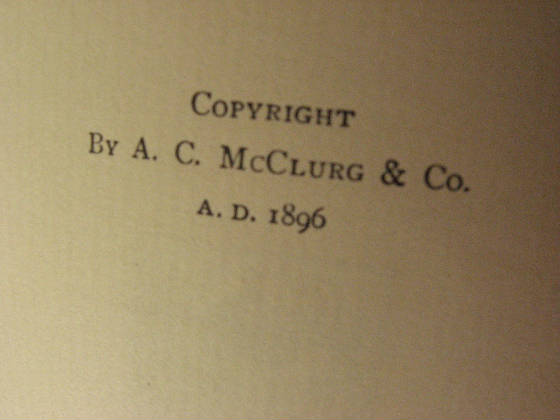 COPYRIGHT
BY A. C. MCCLURG & CO.
A. D. 1896